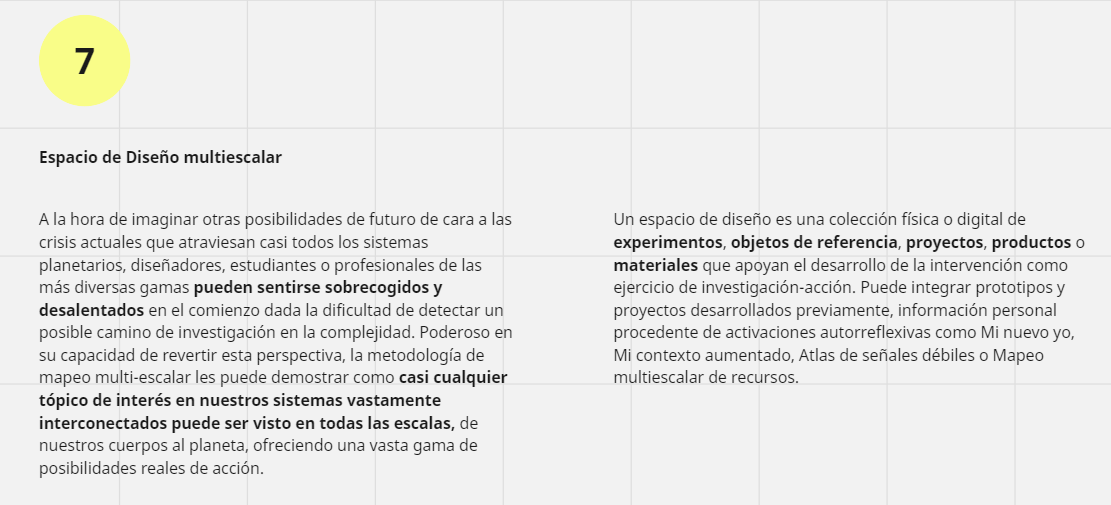 7
Espacio de Diseño multiescalar
A la hora de imaginar otras posibilidades de futuro de cara a las
crisis actuales que atraviesan casi todos los sistemas
planetarios, diseñadores, estudiantes o profesionales de las
más diversas gamas pueden sentirse sobrecogidos y
desalentados en el comienzo dada la dificultad de detectar un
posible camino de investigación en la complejidad. Poderoso en
su capacidad de revertir esta perspectiva, la metodología de
mapeo multi-escalar les puede demostrar como casi cualquier
tópico de interés en nuestros sistemas vastamente
interconectados puede ser visto en todas las escalas, de
nuestros cuerpos al planeta, ofreciendo una vasta gama de
posibilidades reales de acción.
Un espacio de diseño es una colección física o digital de
experimentos, objetos de referencia, proyectos, productos o
materiales que apoyan el desarrollo de la intervención como
ejercicio de investigación-acción. Puede integrar prototipos y
proyectos desarrollados previamente, información personal
procedente de activaciones autorreflexivas como Mi nuevo yo,
Mi contexto aumentado, Atlas de señales débiles o Mapeo
multiescalar de recursos.